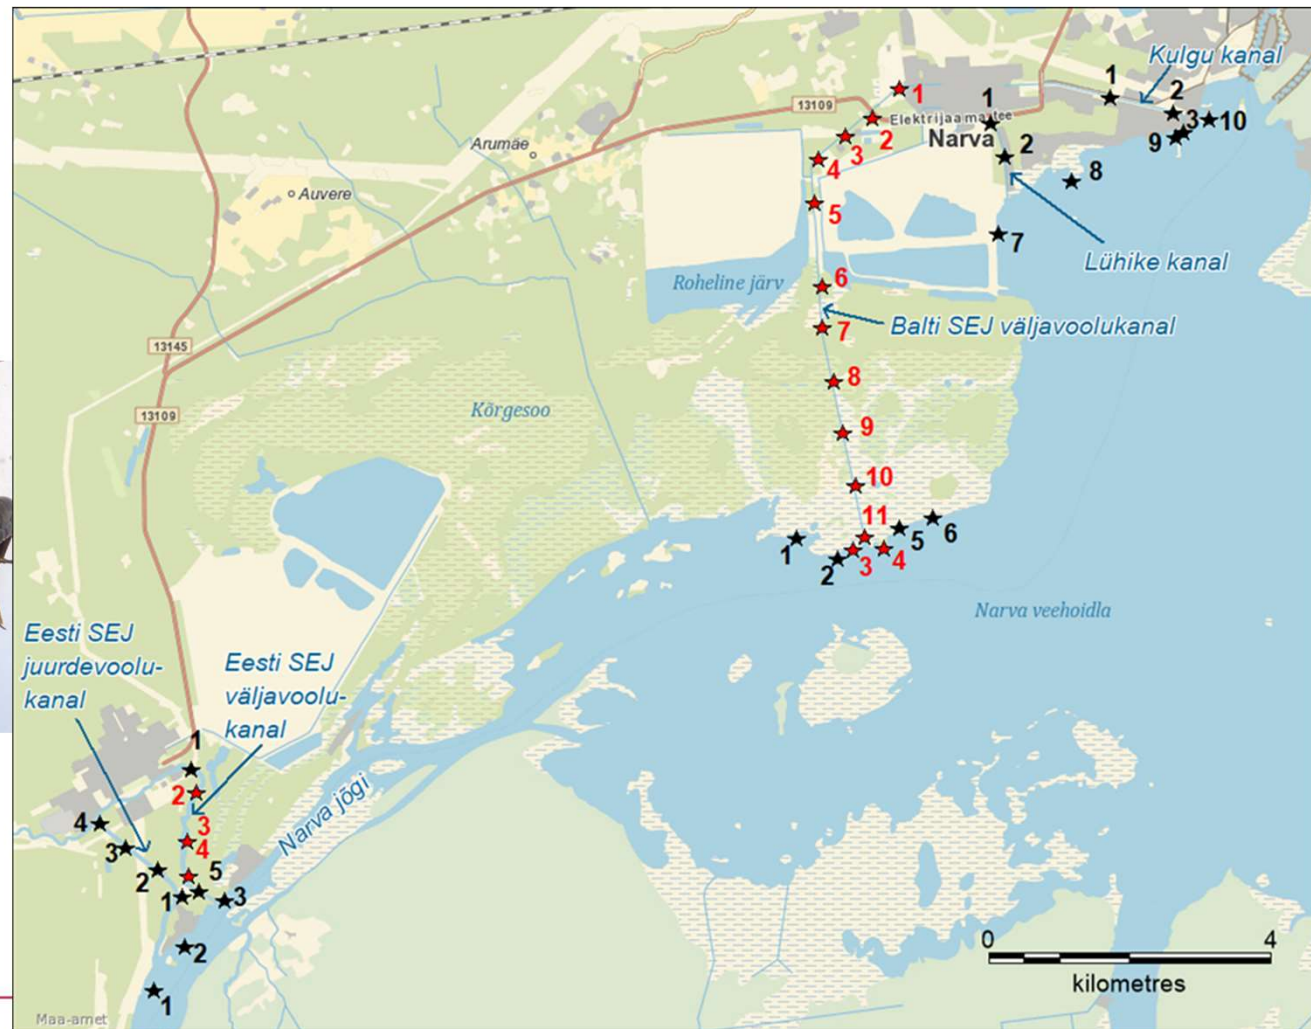 Kulgu kanal
1
2
3
10
9
8
13109
1
Elektrijaamatee
Narva
1
2
2
3
4
5
7
Lühike kanal
Arumäe
Auvere
Roheline järv
6
Balti SEJ väljavoolukanal
7
8
9
10
11
13145
13109
Kõrgesoo
1
2
3
4
5
6
Narva veehoidla
Eesti SEJ
juurdevoolu-
kanal
Eesti SEJ
väljavoolu-
kanal
Narva jõgi
1
2
3
4
5
4
3
2
1
3
2
1
0 4
kilometres
Maa-amet